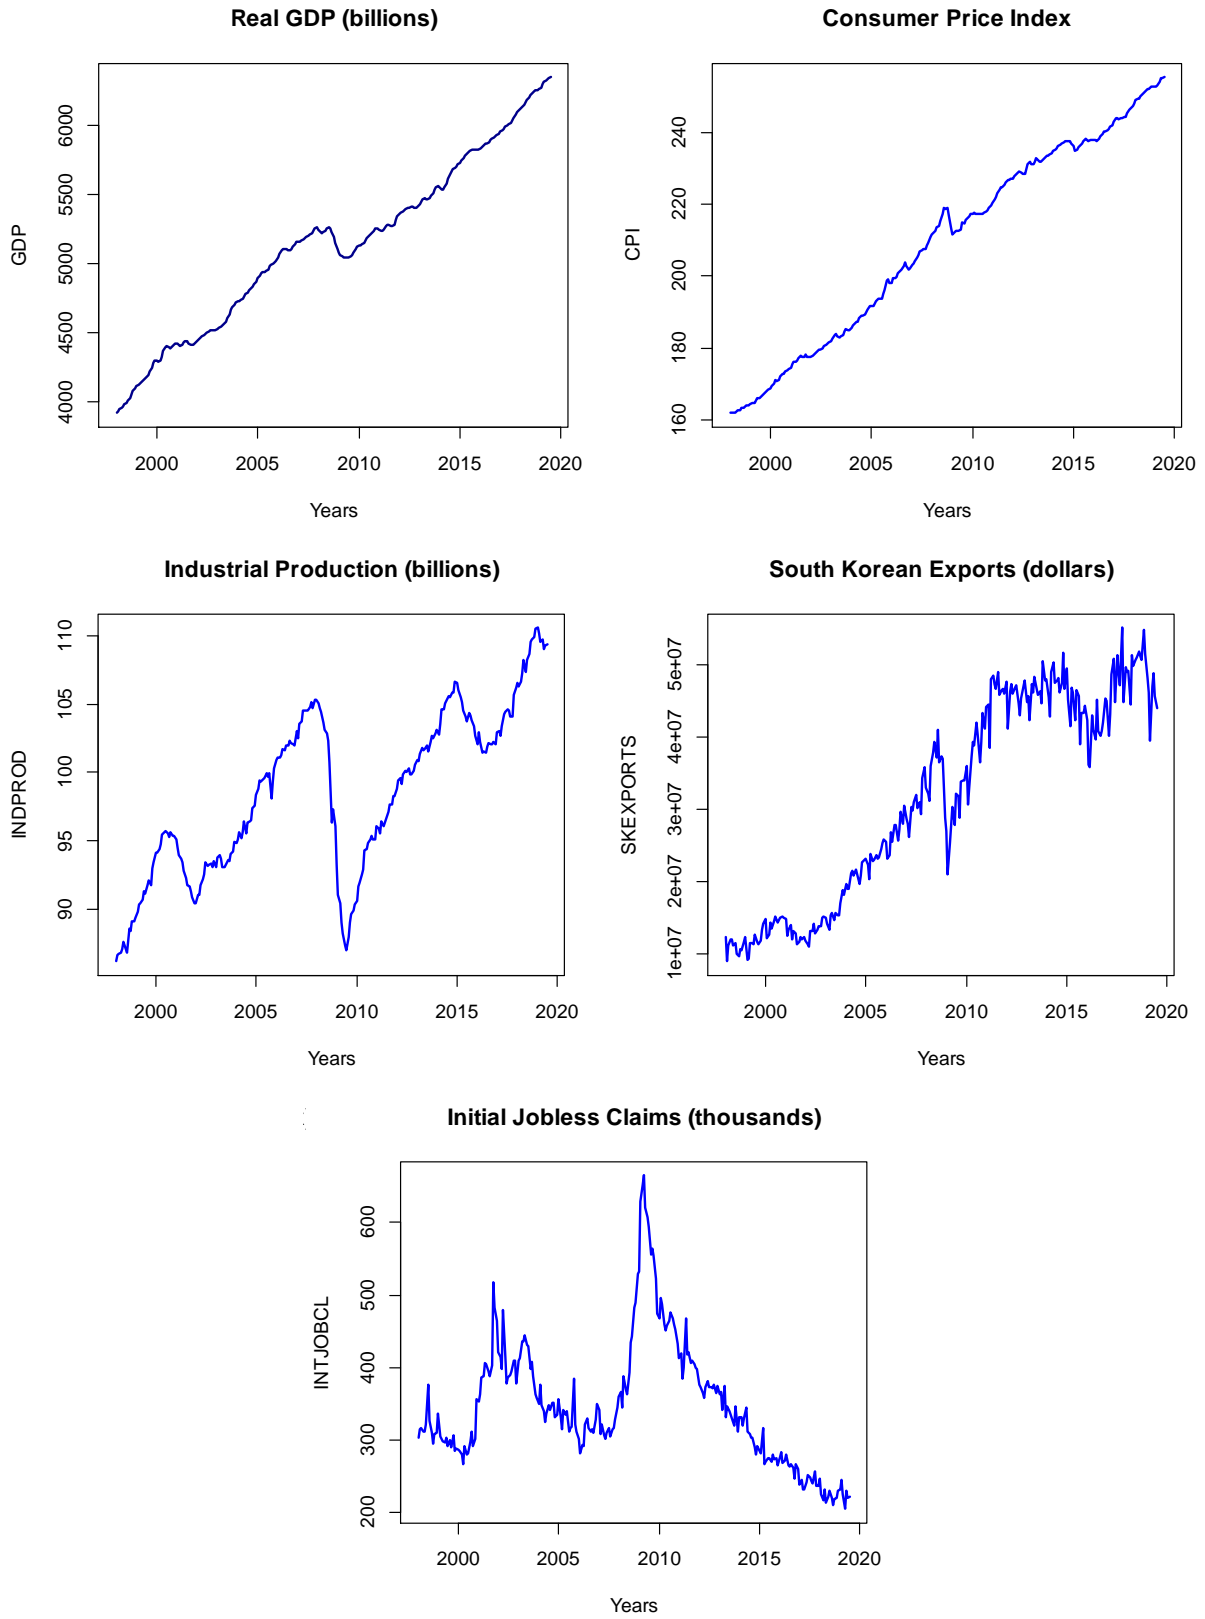 Real GDP (billions)
GDP
6000
5500
5000
4500
4000
2000 2005 2010 2015 2020
Years
Consumer Price Index
CPI
240
220
200
180
160
2000 2005 2010 2015 2020
Years
Industrial Production (billions)
INDPROD
110
105
100
95
90
2000 2005 2010 2015 2020
Years
South Korean Exports (dollars)
SKEXPORTS
5e+07
4e+07
3e+07
2e+07
1e+07
2000 2005 2010 2015 2020
Years
Initial Jobless Claims (thousands)
INTJOBCL
600
500
400
300
200
2000 2005 2010 2015 2020
Years